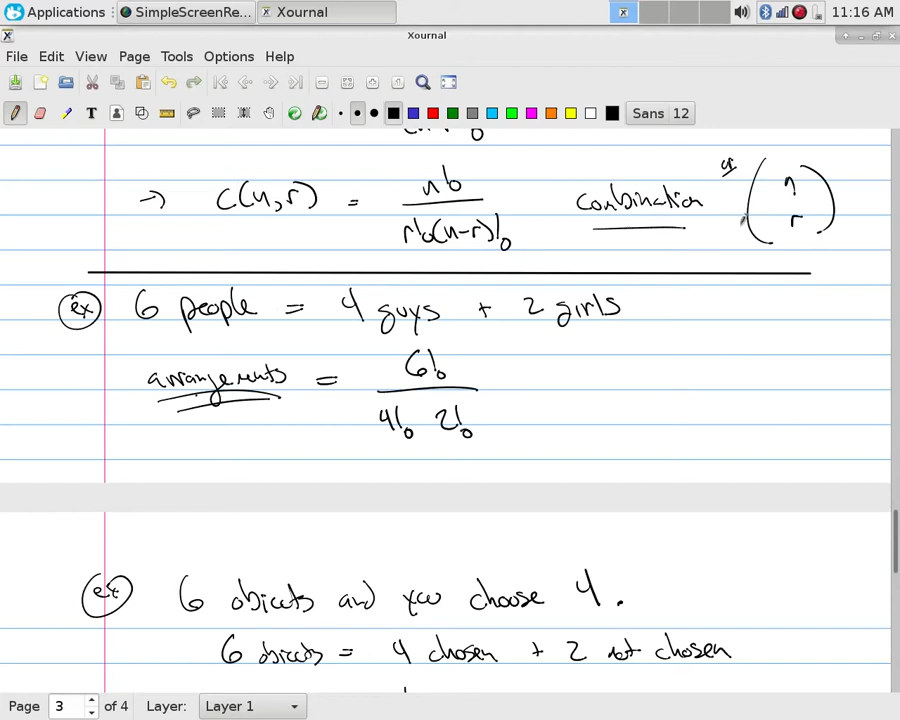 Applications SimpleScreenRe... Xournal 11:16 AM
Xournal
File Edit View Page Tools Options Help
Sans 12
→ C(n,r) = n! / r!(n-r)! combination or (n r)
ex 6 people = 4 guys + 2 girls
arrangements = 6! / 4! 2!
ex 6 objects and you choose 4.
6 objects = 4 chosen + 2 not chosen
Page 3 of 4 Layer: Layer 1